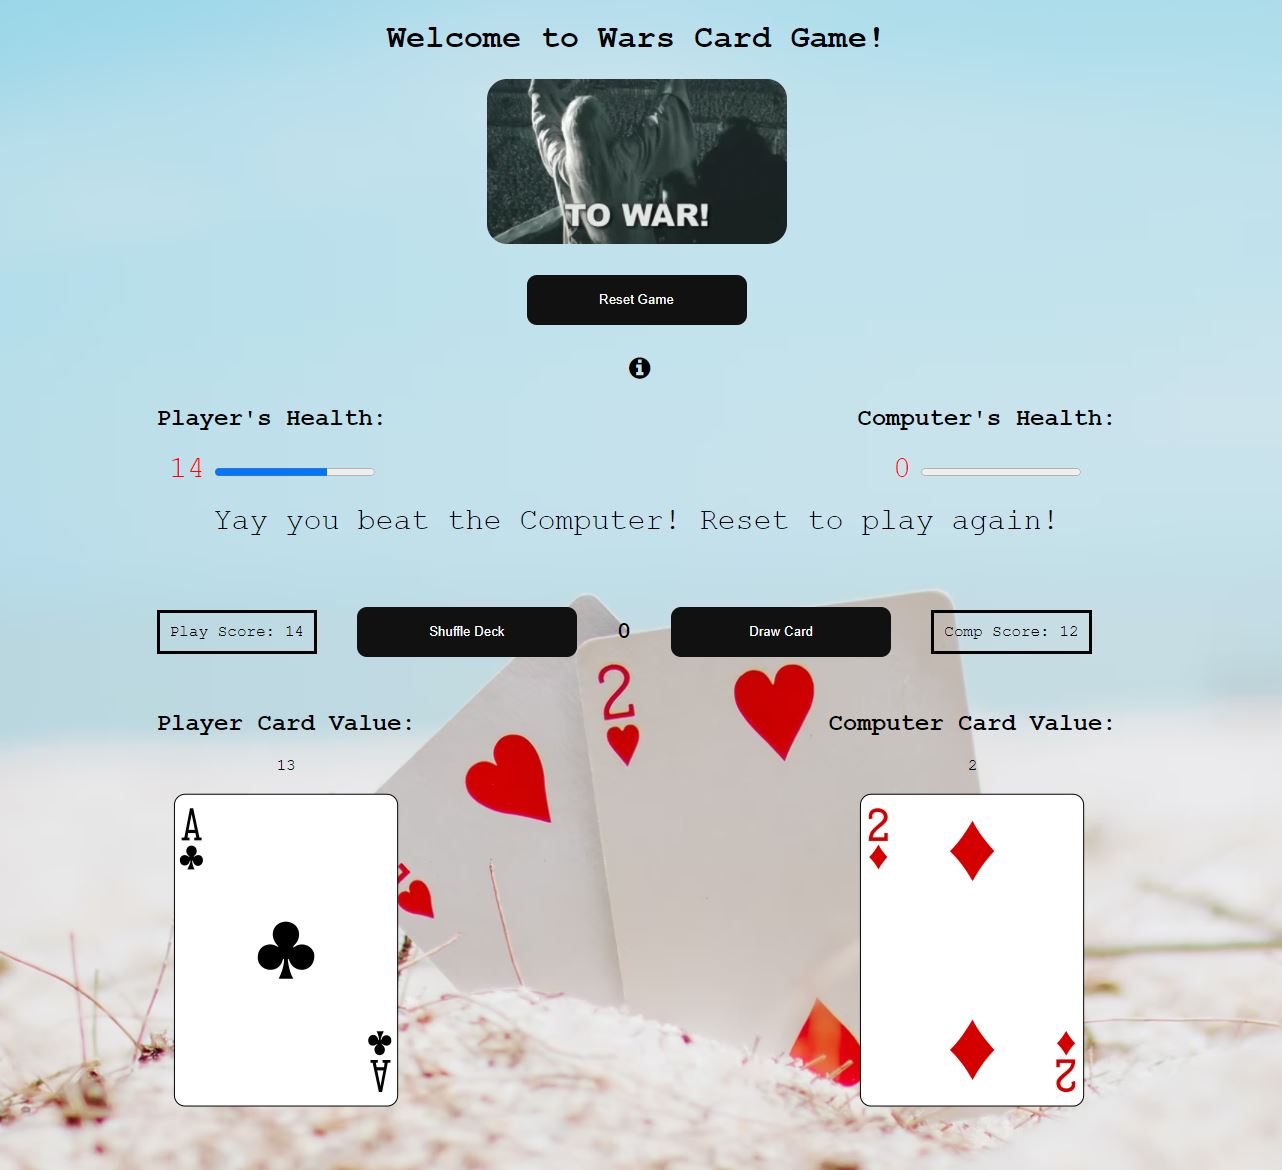 Welcome to Wars Card Game!
TO WAR!
Reset Game
Player's Health:
Computer's Health:
14
0
Yay you beat the Computer! Reset to play again!
Play Score: 14
Shuffle Deck
0
Draw Card
Comp Score: 12
2
Player Card Value:
Computer Card Value:
13
2
A
2
A
2